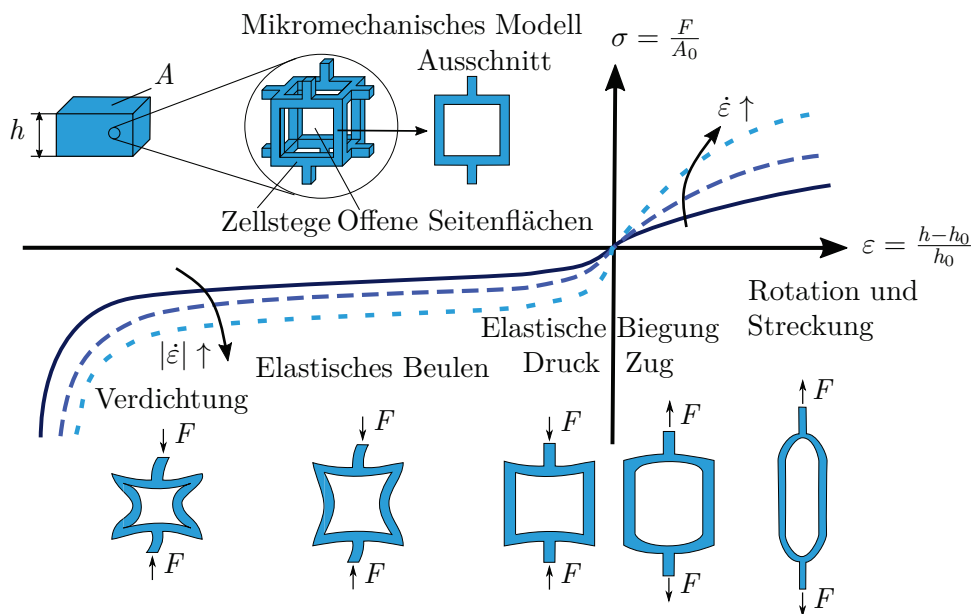 Mikromechanisches Modell
Ausschnitt
σ = F/A₀
A
h
ε̇ ↑
Zellstege Offene Seitenflächen
ε = (h−h₀)/h₀
Rotation und
Streckung
Elastische Biegung
Druck Zug
|ε̇| ↑
Elastisches Beulen
Verdichtung
F
F
F
F
F
F
F
F
F
F